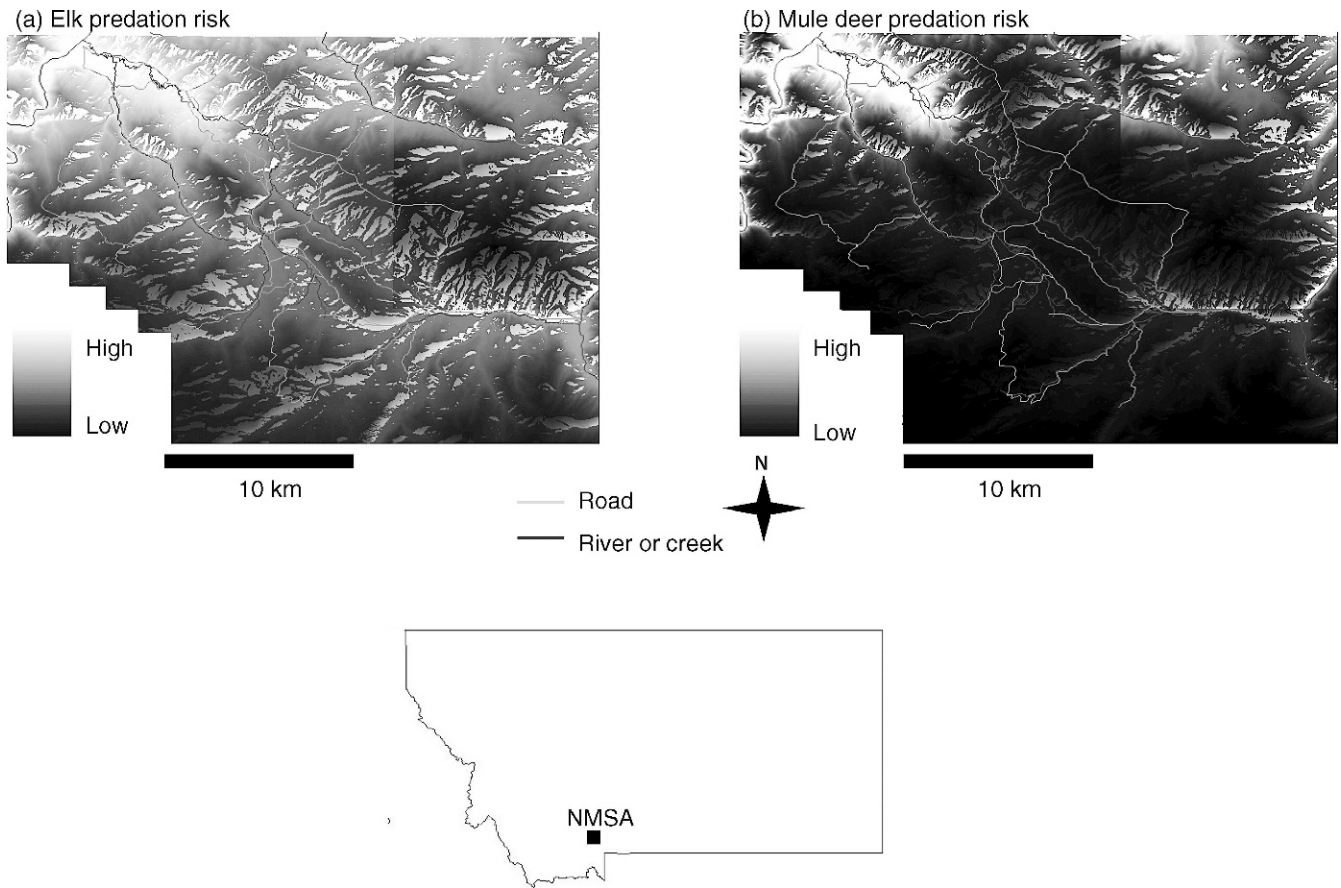 (a) Elk predation risk
(b) Mule deer predation risk
High
Low
High
Low
10 km
10 km
N
Road
River or creek
NMSA